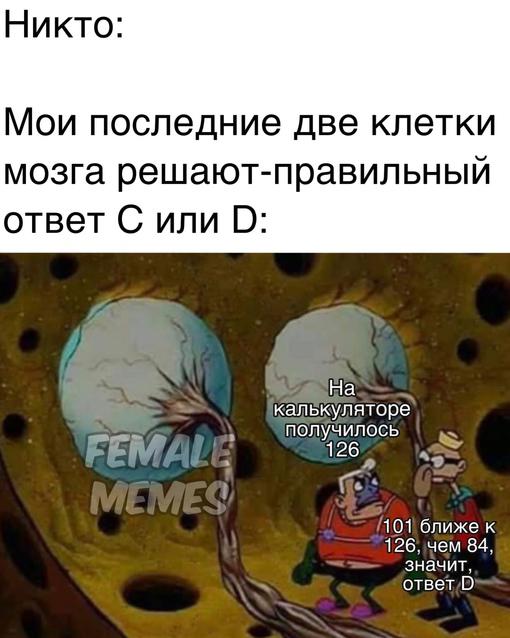 Никто:
Мои последние две клетки
мозга решают-правильный
ответ C или D:
На
калькуляторе
получилось
126
FEMALE
MEMES
101 ближе к
126, чем 84,
значит,
ответ D